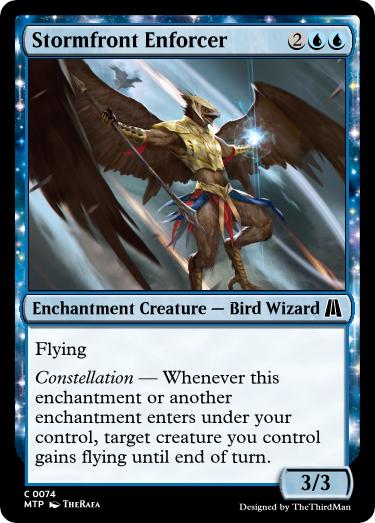 Stormfront Enforcer 2
Enchantment Creature — Bird Wizard
Flying
Constellation — Whenever this
enchantment or another
enchantment enters under your
control, target creature you control
gains flying until end of turn.
3/3
C 0074
MTP TheRafa
Designed by TheThirdMan